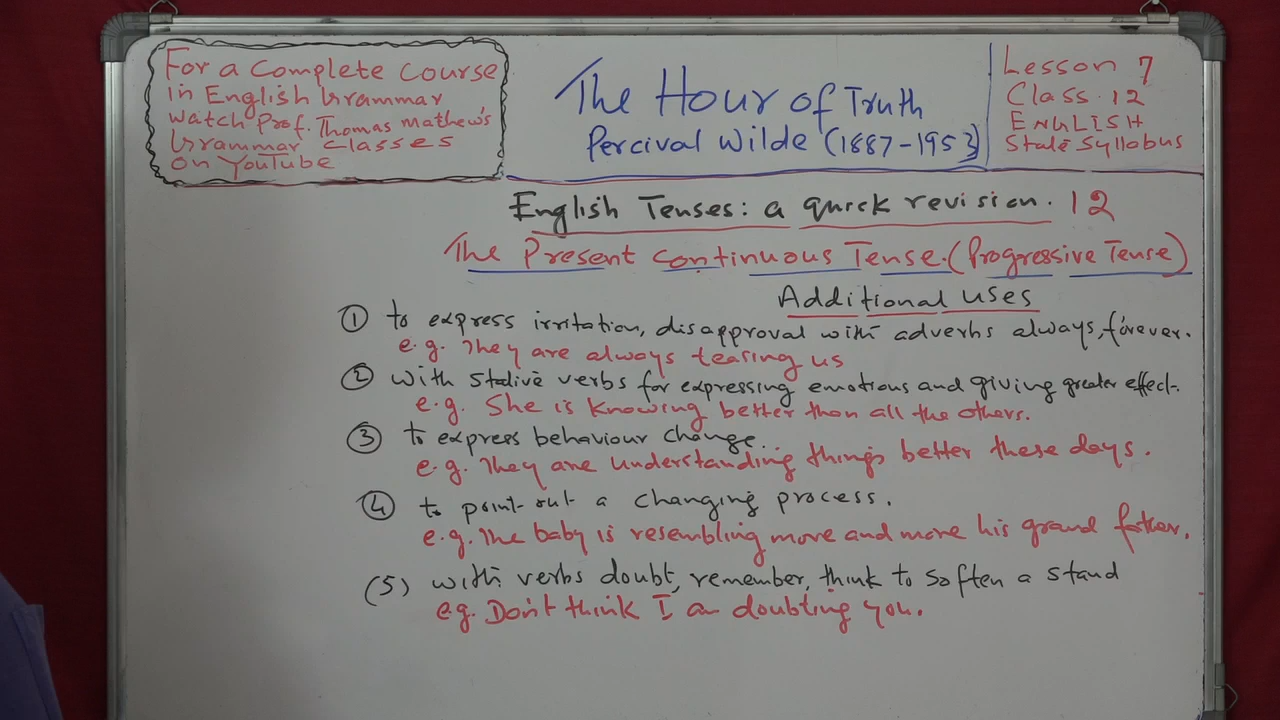 For a Complete Course
in English Grammar
watch Prof. Thomas Mathew's
Grammar Classes
on YouTube
The Hour of Truth
Percival Wilde (1887-1953)
Lesson 7
Class. 12
ENGLISH
State Syllabus
English Tenses: a quick revision. 12
The Present Continuous Tense. (Progressive Tense)
Additional uses
① to express irritation, disapproval with adverbs always, forever.
e.g. They are always teasing us
② with stative verbs for expressing emotions and giving greater effect.
e.g. She is knowing better than all the others.
③ to express behaviour change.
e.g. They are understanding things better these days.
④ to point out a changing process.
e.g. The baby is resembling more and more his grand father.
(5) with verbs doubt, remember, think to soften a stand
e.g. Don't think I am doubting you.